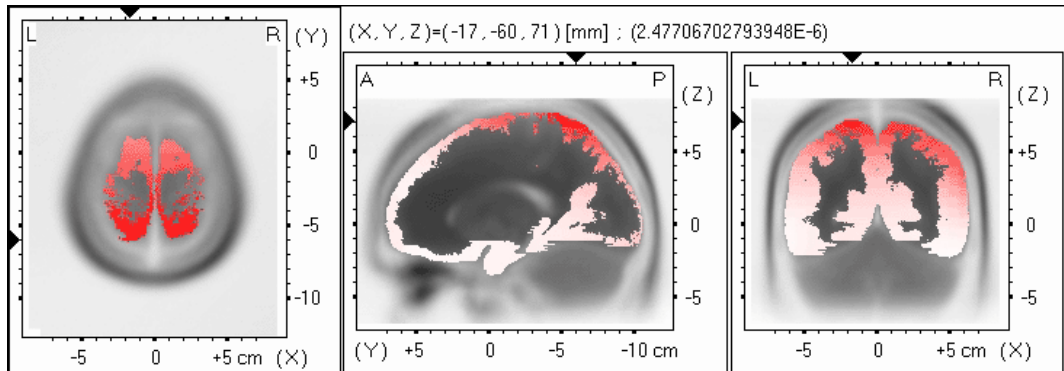 (X, Y, Z)=(-17, -60, 71) [mm] ; (2.47706702793948E-6)
L R (Y)
+5
0
-5
-10
-5 0 +5 cm (X)
A P (Z)
+5
0
-5
(Y) +5 0 -5 -10 cm
L R (Z)
+5
0
-5
-5 0 +5 cm (X)